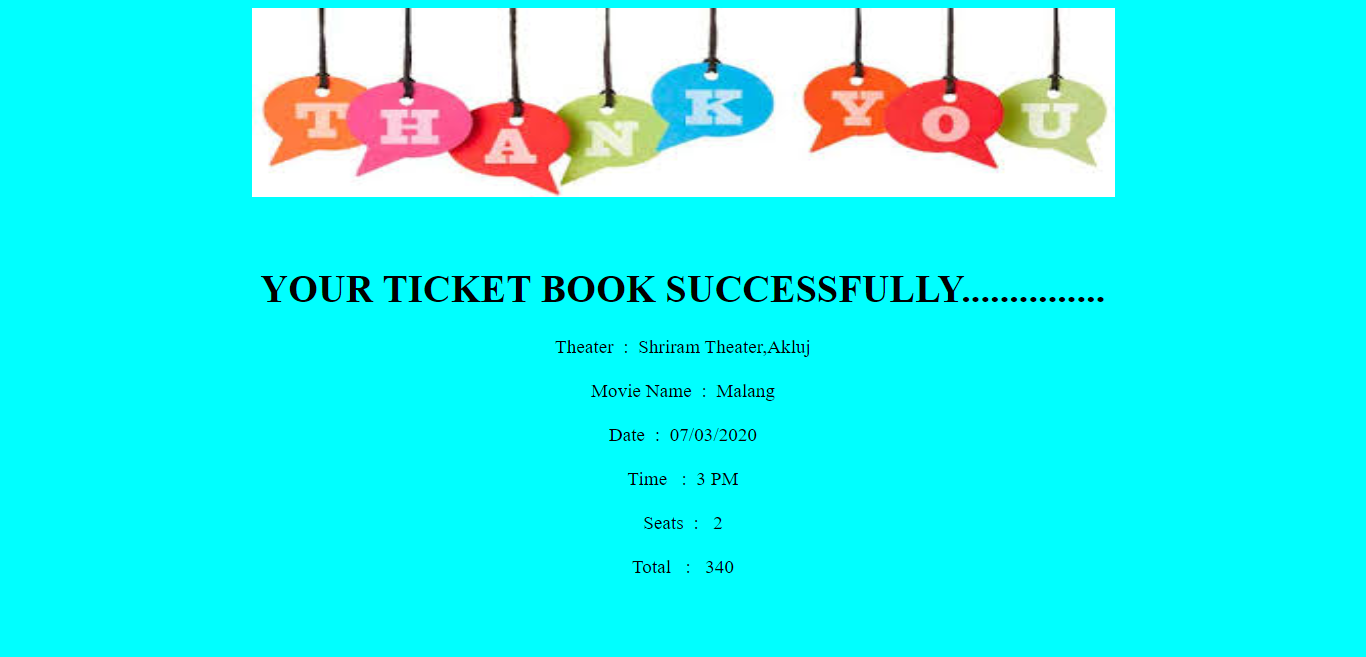 THANK YOU
YOUR TICKET BOOK SUCCESSFULLY...............
Theater : Shriram Theater,Akluj
Movie Name : Malang
Date : 07/03/2020
Time : 3 PM
Seats : 2
Total : 340